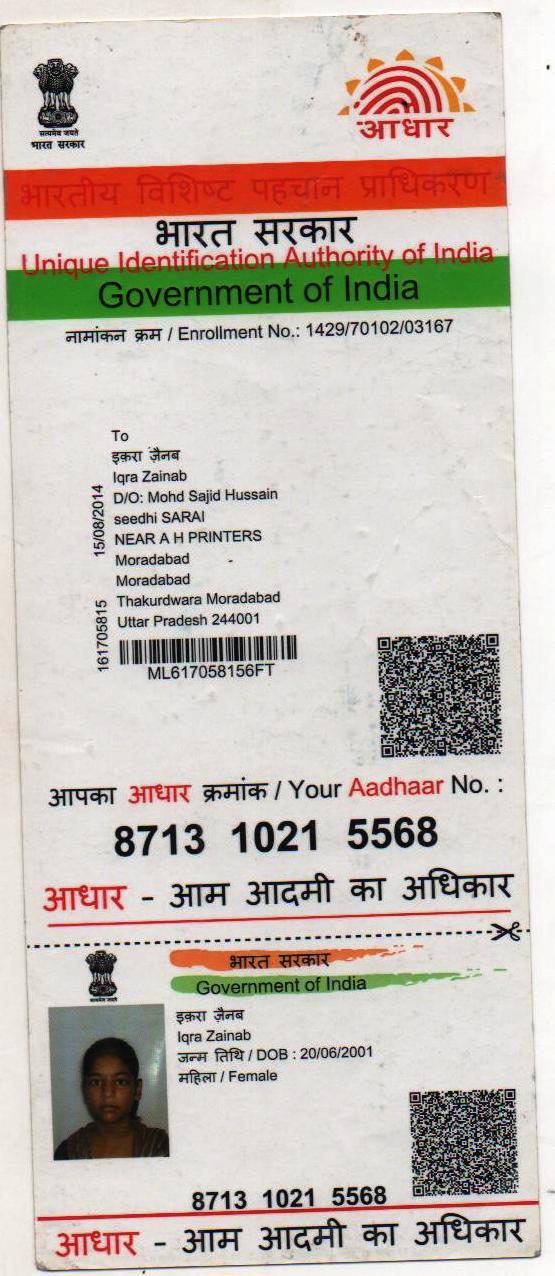 सत्यमेव जयते
भारत सरकार
आधार
भारतीय विशिष्ट पहचान प्राधिकरण
भारत सरकार
Unique Identification Authority of India
Government of India
नामांकन क्रम / Enrollment No.: 1429/70102/03167
To
इक़रा ज़ैनब
Iqra Zainab
D/O: Mohd Sajid Hussain
seedhi SARAI
NEAR A H PRINTERS
Moradabad
Moradabad
Thakurdwara Moradabad
Uttar Pradesh 244001
15/08/2014
161705815
ML617058156FT
आपका आधार क्रमांक / Your Aadhaar No. :
8713 1021 5568
आधार - आम आदमी का अधिकार
भारत सरकार
Government of India
इक़रा ज़ैनब
Iqra Zainab
जन्म तिथि / DOB : 20/06/2001
महिला / Female
8713 1021 5568
आधार - आम आदमी का अधिकार